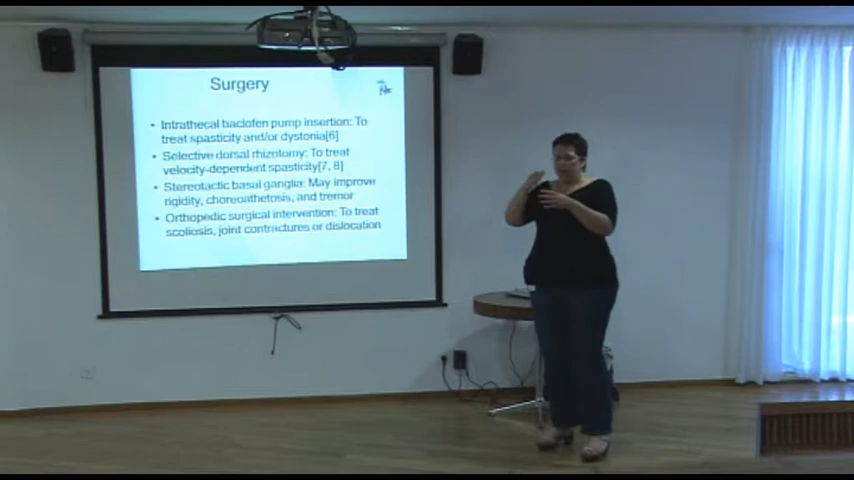 Surgery
• Intrathecal baclofen pump insertion: To
treat spasticity and/or dystonia[6]
• Selective dorsal rhizotomy: To treat
velocity-dependent spasticity[7, 8]
• Stereotactic basal ganglia: May improve
rigidity, choreoathetosis, and tremor
• Orthopedic surgical intervention: To treat
scoliosis, joint contractures or dislocation